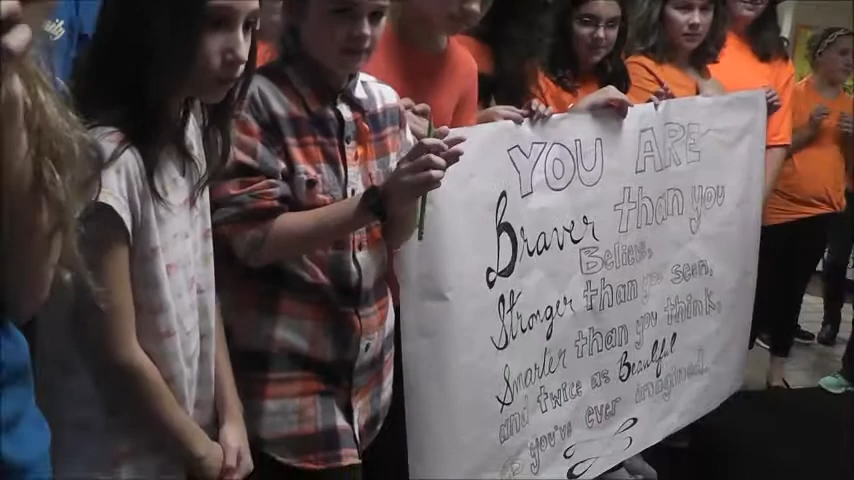 YOU ARE
Braver than you
Believe,
Stronger than you seem,
smarter than you think,
and twice as Beautiful
as you've ever imagined.